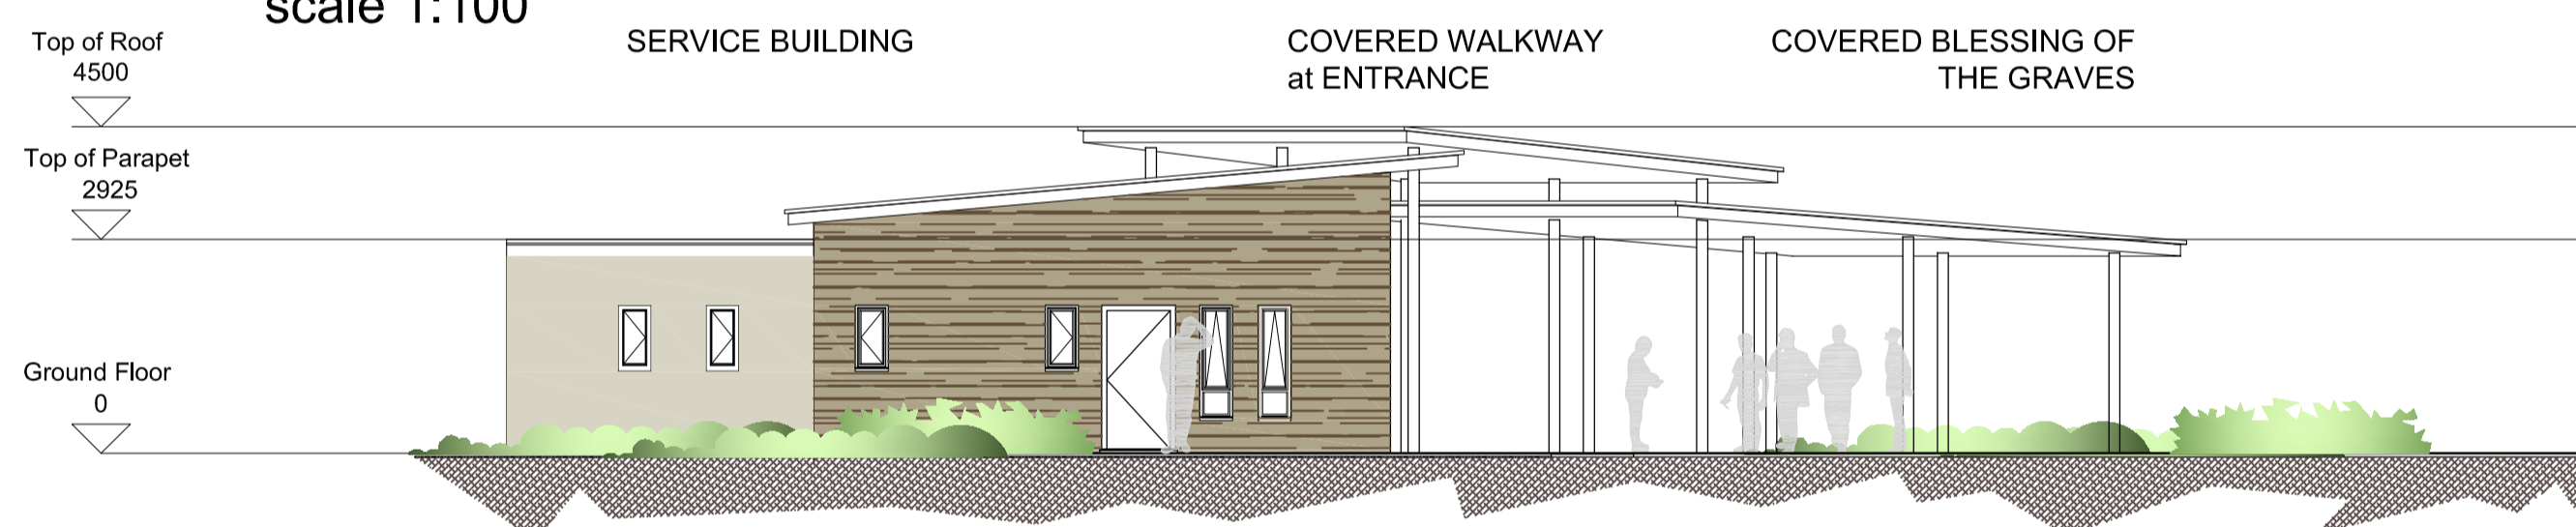 scale 1:100
Top of Roof
4500
SERVICE BUILDING
COVERED WALKWAY
at ENTRANCE
COVERED BLESSING OF
THE GRAVES
Top of Parapet
2925
Ground Floor
0